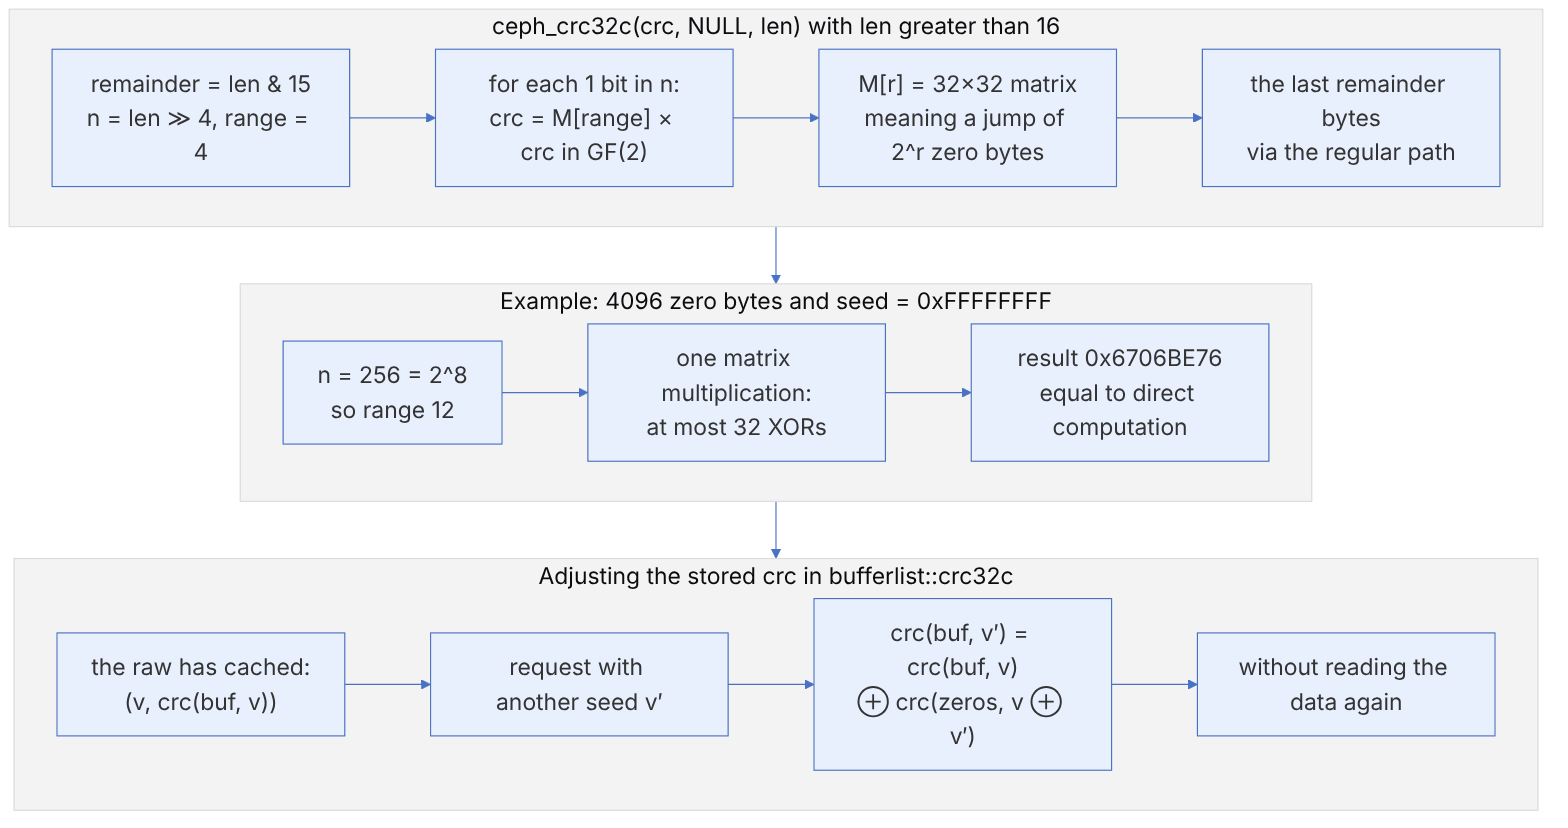 ceph_crc32c(crc, NULL, len) with len greater than 16
remainder = len & 15
n = len ≫ 4, range =
4
for each 1 bit in n:
crc = M[range] ×
crc in GF(2)
M[r] = 32×32 matrix
meaning a jump of
2^r zero bytes
the last remainder
bytes
via the regular path
Example: 4096 zero bytes and seed = 0xFFFFFFFF
n = 256 = 2^8
so range 12
one matrix
multiplication:
at most 32 XORs
result 0x6706BE76
equal to direct
computation
Adjusting the stored crc in bufferlist::crc32c
the raw has cached:
(v, crc(buf, v))
request with
another seed v′
crc(buf, v′) =
crc(buf, v)
⊕ crc(zeros, v ⊕
v′)
without reading the
data again